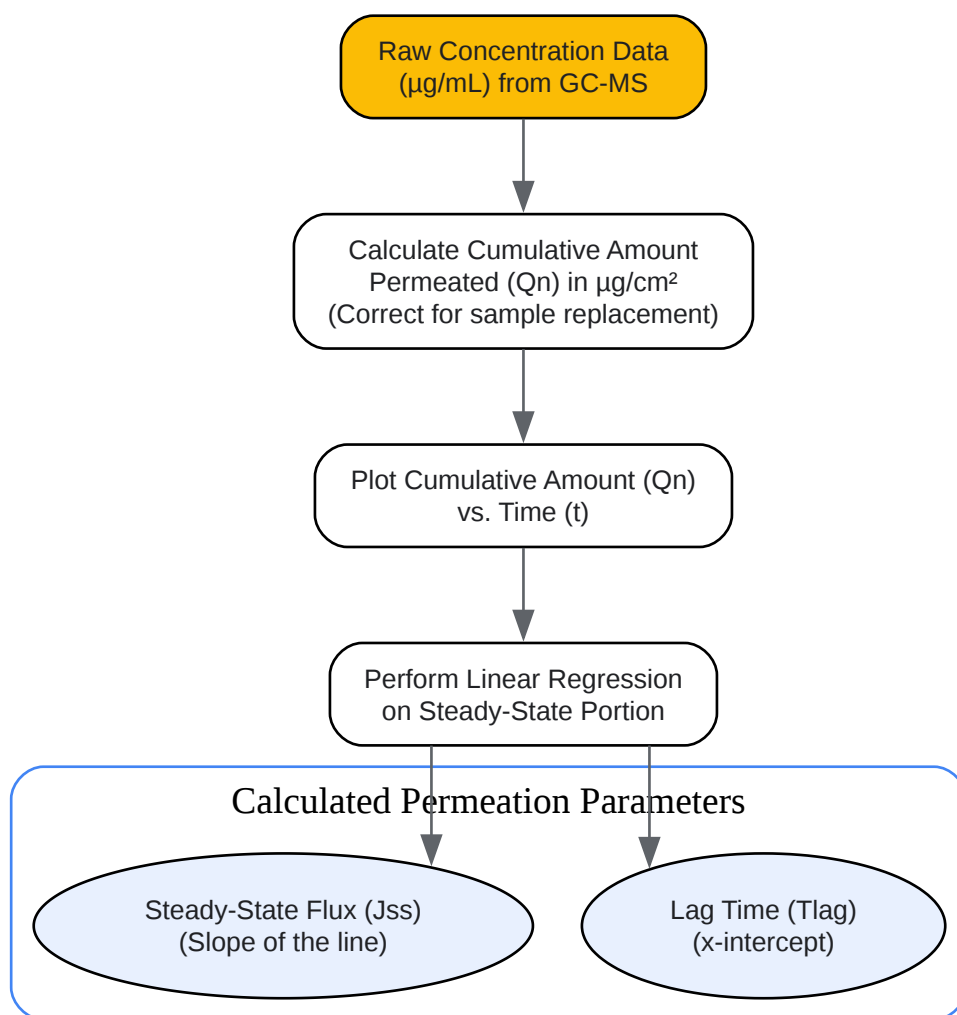 Raw Concentration Data
(µg/mL) from GC-MS
Calculate Cumulative Amount
Permeated (Qn) in µg/cm²
(Correct for sample replacement)
Plot Cumulative Amount (Qn)
vs. Time (t)
Perform Linear Regression
on Steady-State Portion
Calculated Permeation Parameters
Steady-State Flux (Jss)
(Slope of the line)
Lag Time (Tlag)
(x-intercept)